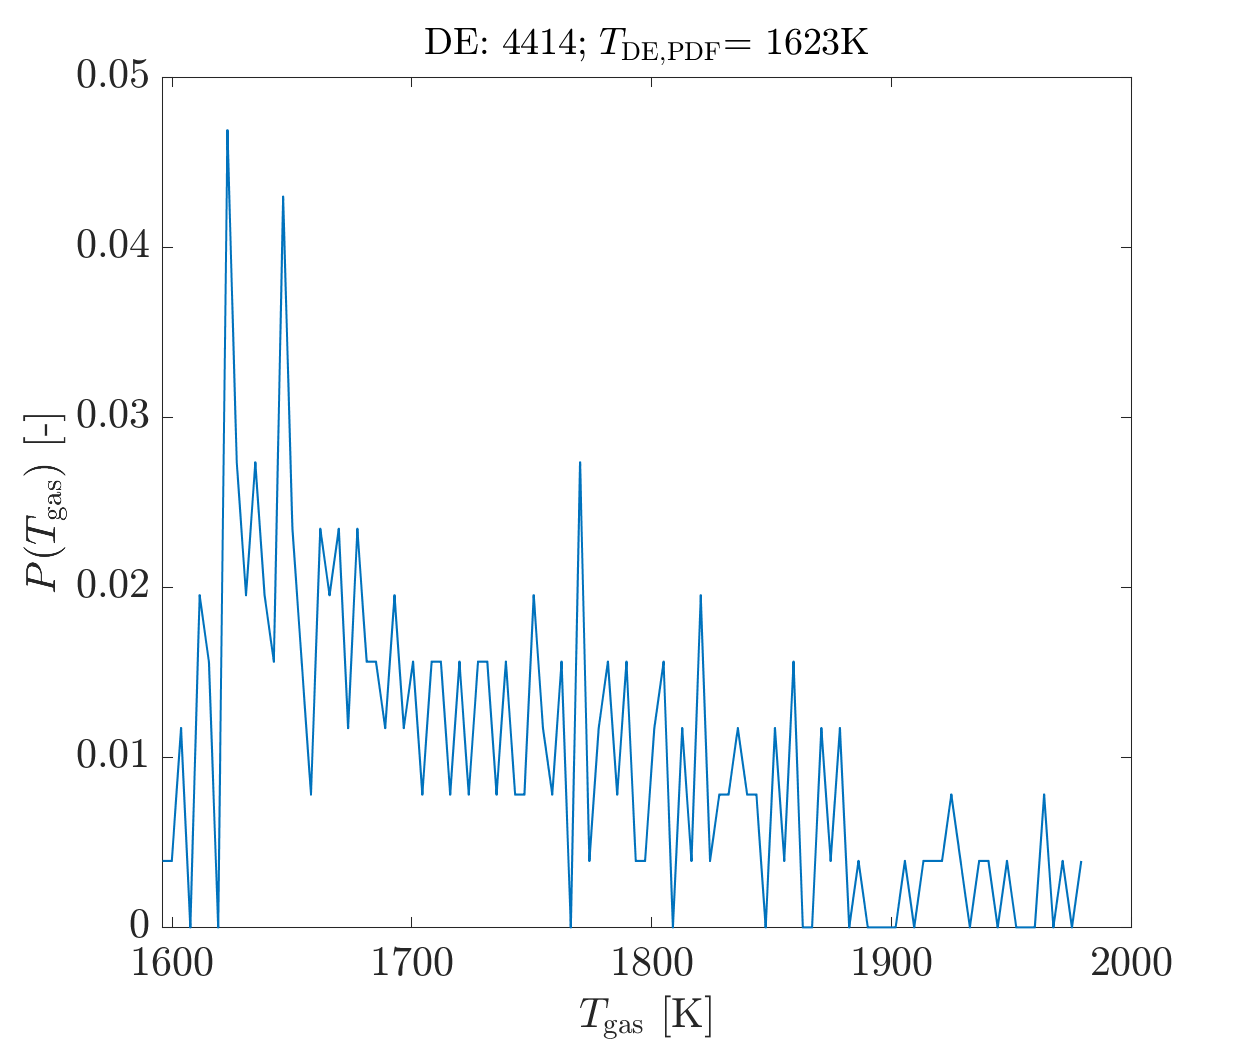 DE: 4414; T_DE,PDF= 1623K
0.05
0.04
0.03
0.02
0.01
0
P(T_gas) [-]
1600 1700 1800 1900 2000
T_gas [K]